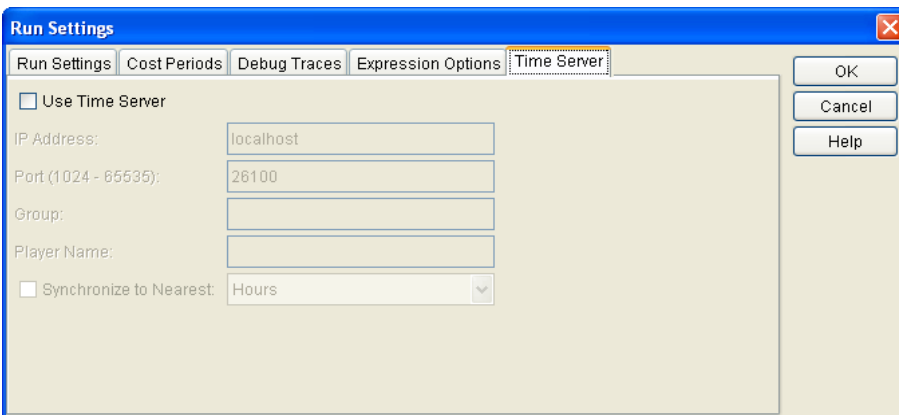 Run Settings
Run Settings Cost Periods Debug Traces Expression Options Time Server
OK
Use Time Server
Cancel
IP Address: localhost
Help
Port (1024 - 65535): 26100
Group:
Player Name:
Synchronize to Nearest: Hours